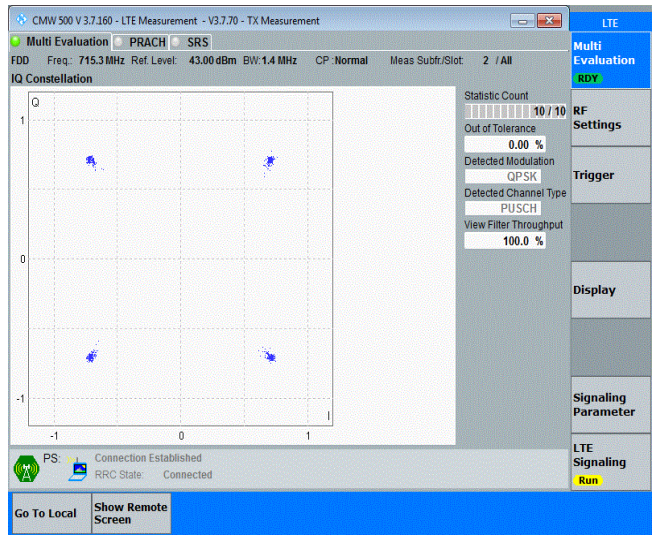 CMW 500 V 3.7.160 - LTE Measurement - V3.7.70 - TX Measurement
LTE
Multi Evaluation PRACH SRS
Multi
Evaluation
RDY
FDD Freq.: 715.3 MHz Ref. Level: 43.00 dBm BW: 1.4 MHz CP : Normal Meas Subfr./Slot: 2 / All
IQ Constellation
Q
1
0
-1
-1
0
1
I
Statistic Count
10 / 10
Out of Tolerance
0.00 %
Detected Modulation
QPSK
Detected Channel Type
PUSCH
View Filter Throughput
100.0 %
RF
Settings
Trigger
Display
Signaling
Parameter
LTE
Signaling
Run
PS: Connection Established
RRC State: Connected
Go To Local
Show Remote
Screen